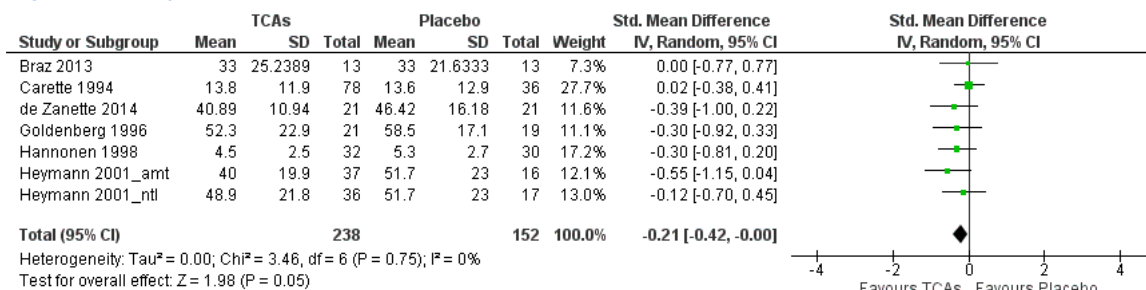 TCAs Placebo Std. Mean Difference Std. Mean Difference
Study or Subgroup Mean SD Total Mean SD Total Weight IV, Random, 95% CI IV, Random, 95% CI
Braz 2013 33 25.2389 13 33 21.6333 13 7.3% 0.00 [-0.77, 0.77]
Carette 1994 13.8 11.9 78 13.6 12.9 36 27.7% 0.02 [-0.38, 0.41]
de Zanette 2014 40.89 10.94 21 46.42 16.18 21 11.6% -0.39 [-1.00, 0.22]
Goldenberg 1996 52.3 22.9 21 58.5 17.1 19 11.1% -0.30 [-0.92, 0.33]
Hannonen 1998 4.5 2.5 32 5.3 2.7 30 17.2% -0.30 [-0.81, 0.20]
Heymann 2001_amt 40 19.9 37 51.7 23 16 12.1% -0.55 [-1.15, 0.04]
Heymann 2001_ntl 48.9 21.8 36 51.7 23 17 13.0% -0.12 [-0.70, 0.45]
Total (95% CI) 238 152 100.0% -0.21 [-0.42, -0.00]
Heterogeneity: Tau² = 0.00; Chi² = 3.46, df = 6 (P = 0.75); I² = 0%
Test for overall effect: Z = 1.98 (P = 0.05)
-4 -2 0 2 4
Favours TCAs Favours Placebo